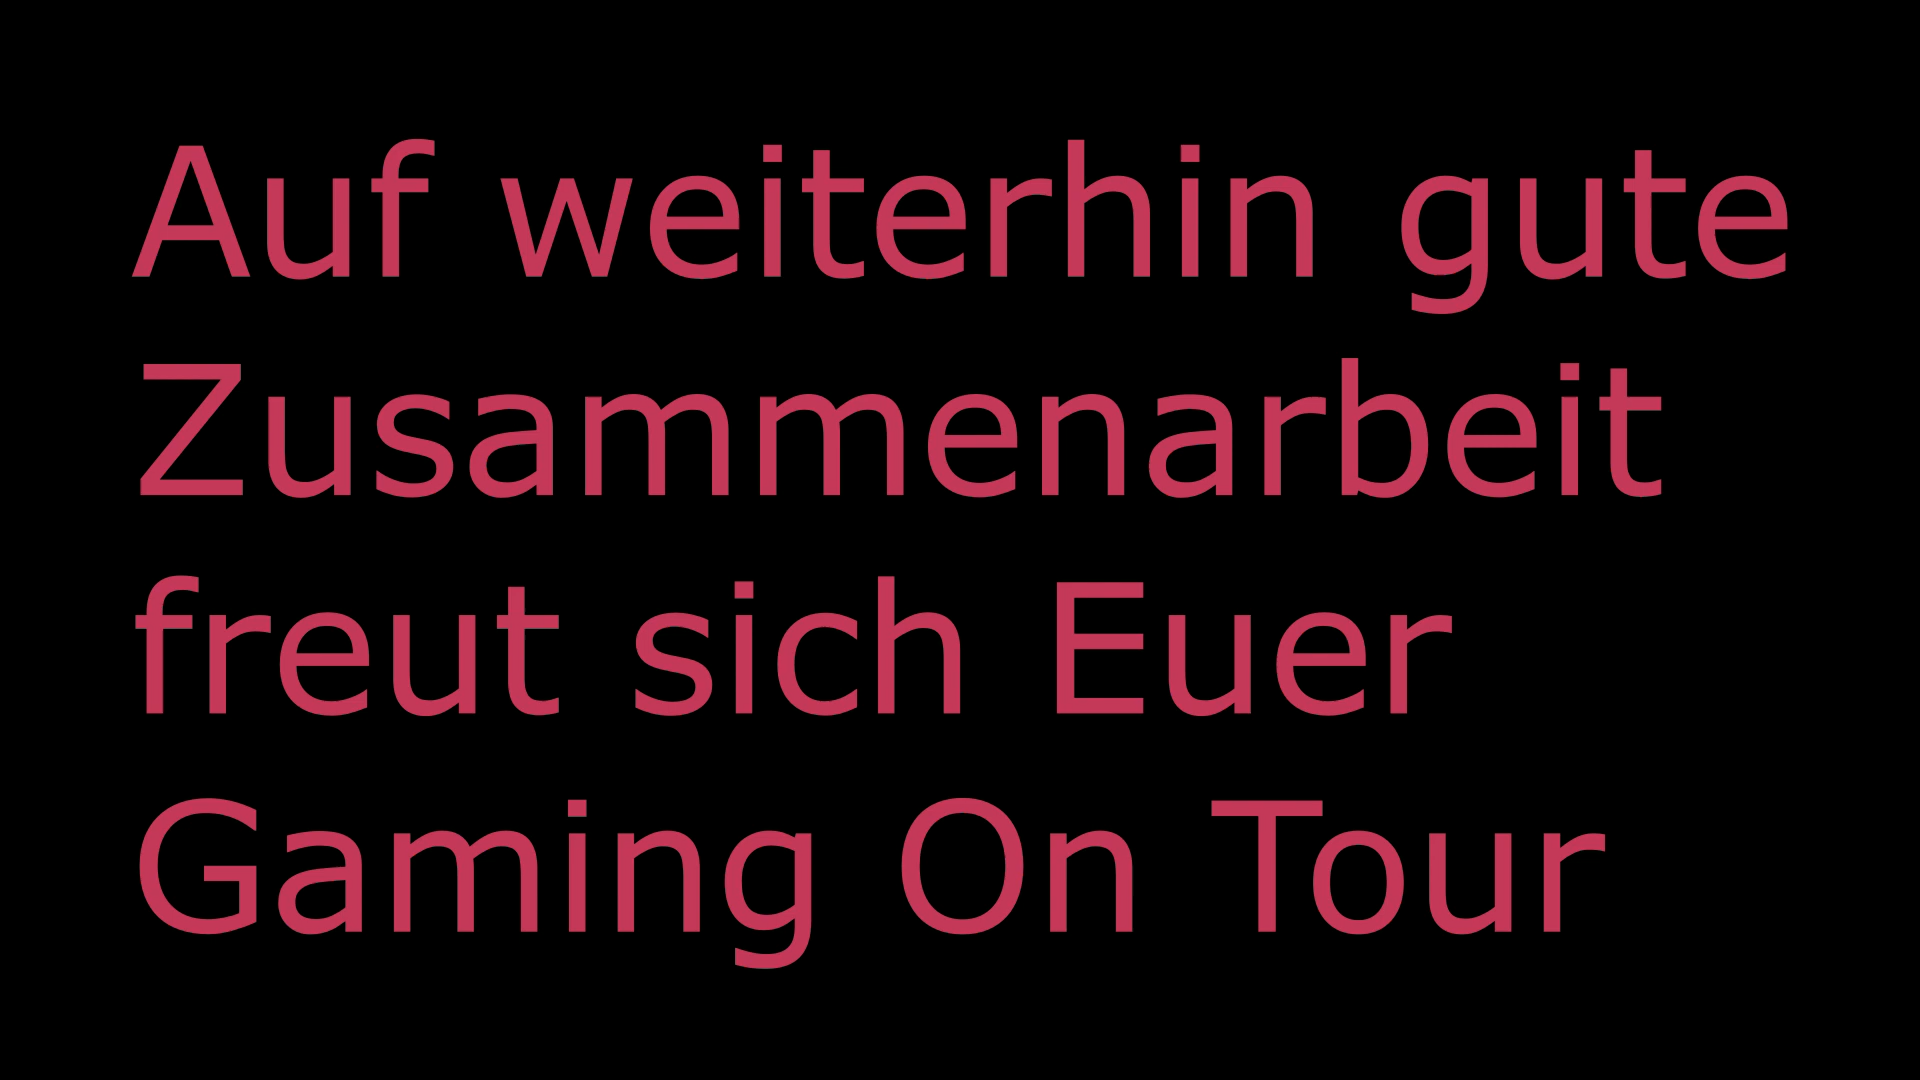 Auf weiterhin gute
Zusammenarbeit
freut sich Euer
Gaming On Tour